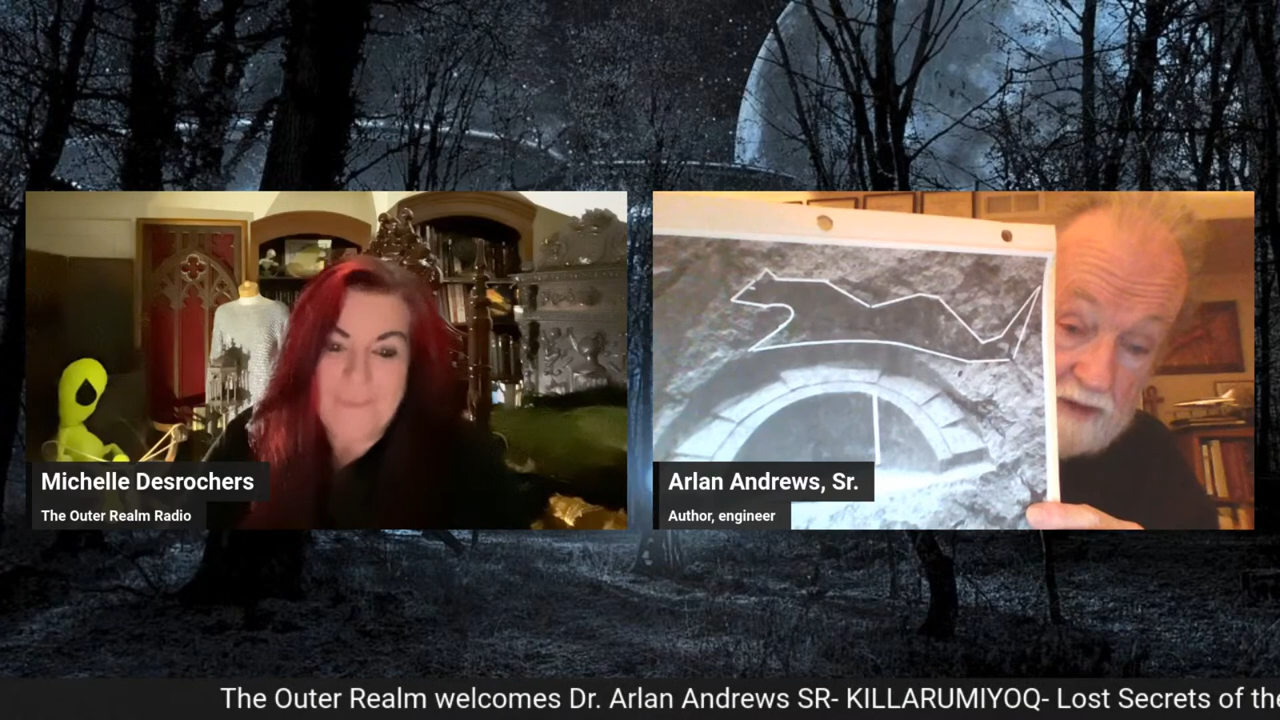 Michelle Desrochers
The Outer Realm Radio
Arlan Andrews, Sr.
Author, engineer
The Outer Realm welcomes Dr. Arlan Andrews SR- KILLARUMIYOQ- Lost Secrets of the